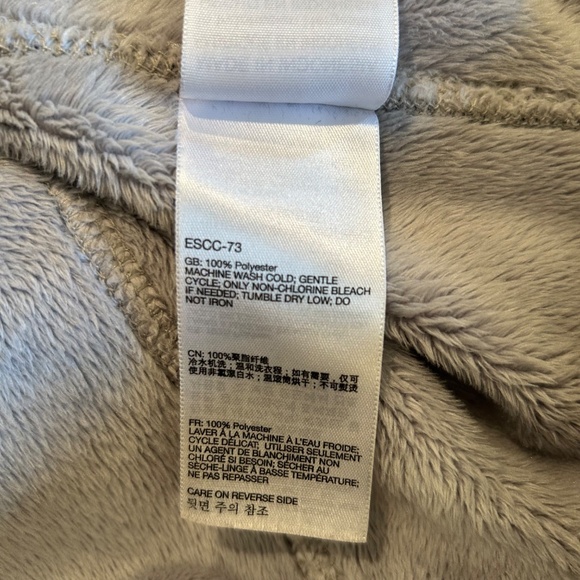 ESCC-73
GB: 100% Polyester
MACHINE WASH COLD; GENTLE
CYCLE; ONLY NON-CHLORINE BLEACH
IF NEEDED; TUMBLE DRY LOW; DO
NOT IRON
CN: 100%聚脂纤维
冷水机洗；温和洗衣程；如有需要，仅可
使用非氯漂白水；低温烘干；不可熨烫
FR: 100% Polyester
LAVER À LA MACHINE À L'EAU FROIDE;
CYCLE DÉLICAT; UTILISER SEULEMENT
UN AGENT DE BLANCHIMENT NON
CHLORÉ SI BESOIN; SÉCHER AU
SÈCHE-LINGE À BASSE TEMPÉRATURE;
NE PAS REPASSER
CARE ON REVERSE SIDE
뒷면 주의 참조